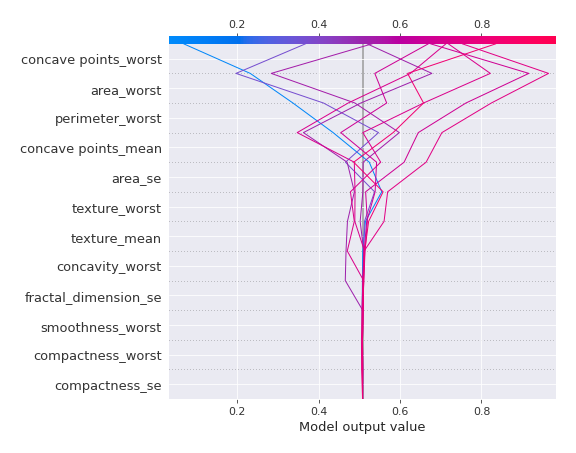 0.2 0.4 0.6 0.8
concave points_worst
area_worst
perimeter_worst
concave points_mean
area_se
texture_worst
texture_mean
concavity_worst
fractal_dimension_se
smoothness_worst
compactness_worst
compactness_se
0.2 0.4 0.6 0.8
Model output value